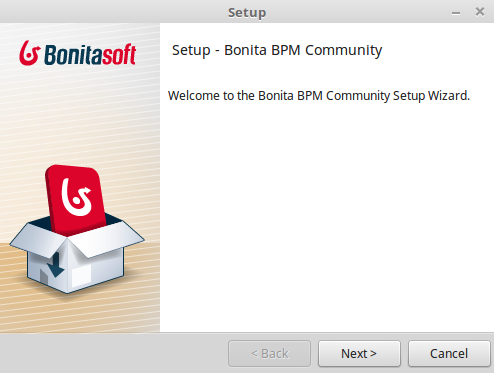 Setup
Bonitasoft
Setup - Bonita BPM Community
Welcome to the Bonita BPM Community Setup Wizard.
< Back
Next >
Cancel